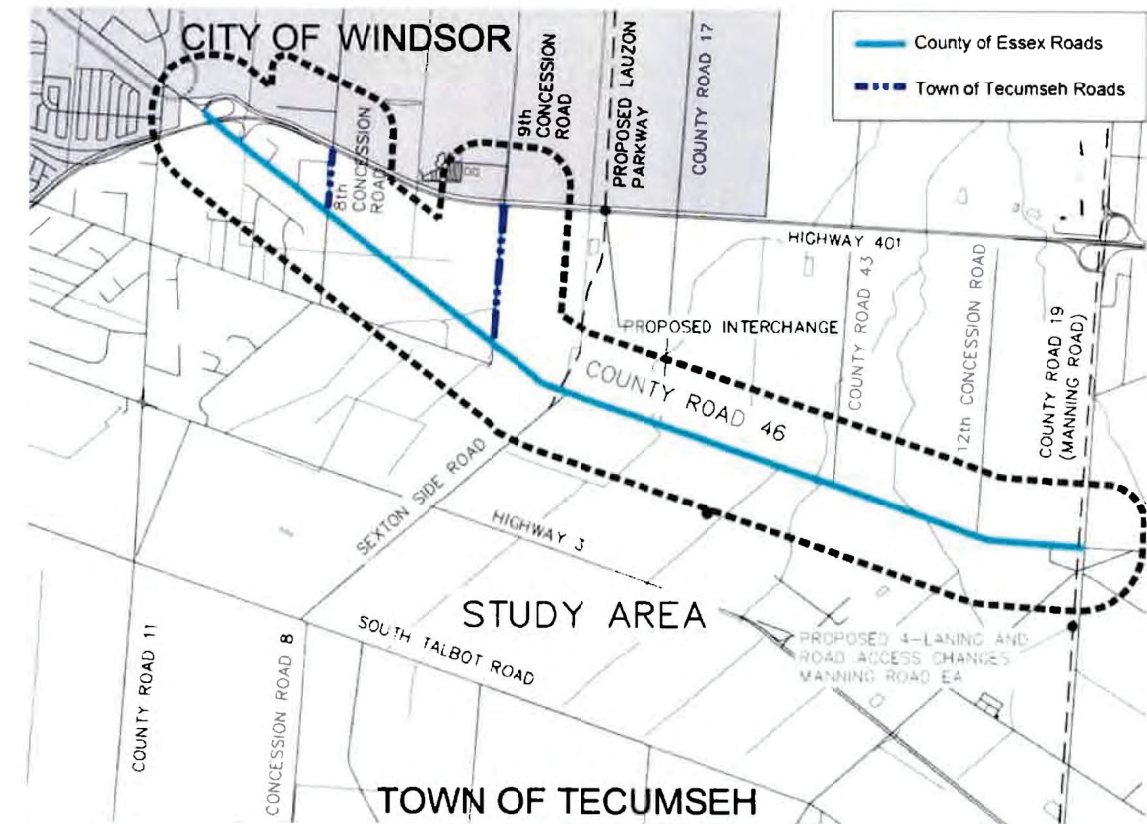 CITY OF WINDSOR
County of Essex Roads
Town of Tecumseh Roads
8th
CONCESSION
ROAD
9th
CONCESSION
ROAD
PROPOSED LAUZON
PARKWAY
COUNTY ROAD 17
HIGHWAY 401
PROPOSED INTERCHANGE
COUNTY ROAD 43
12th CONCESSION ROAD
COUNTY ROAD 19
(MANNING ROAD)
COUNTY ROAD 46
SEXTON SIDE ROAD
HIGHWAY 3
STUDY AREA
SOUTH TALBOT ROAD
PROPOSED 4-LANING AND
ROAD ACCESS CHANGES
MANNING ROAD EA
COUNTY ROAD 11
CONCESSION ROAD 8
TOWN OF TECUMSEH